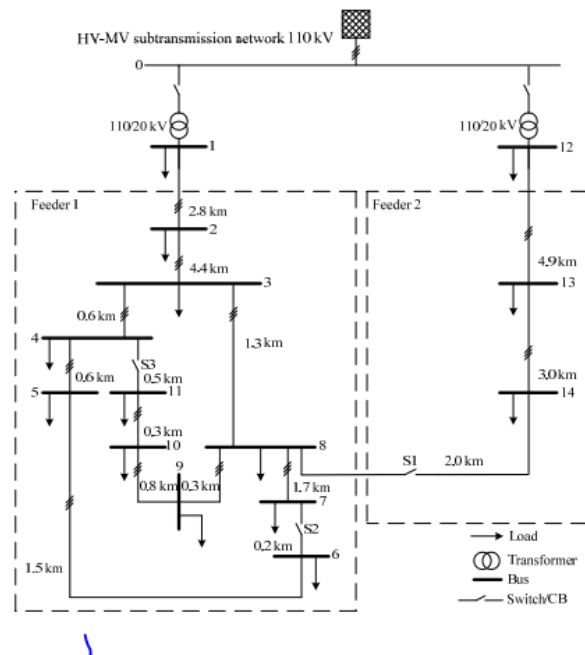 HV-MV subtransmission network 110 kV
0
110/20 kV
110/20 kV
1
12
Feeder 1
Feeder 2
2.8 km
2
4.9 km
4.4 km
3
13
0.6 km
1.3 km
4
S3
3.0 km
0.6 km
0.5 km
5
11
14
0.3 km
10
8
9
S1
2.0 km
0.8 km
0.3 km
1.7 km
7
S2
0.2 km
6
1.5 km
Load
Transformer
Bus
Switch/CB